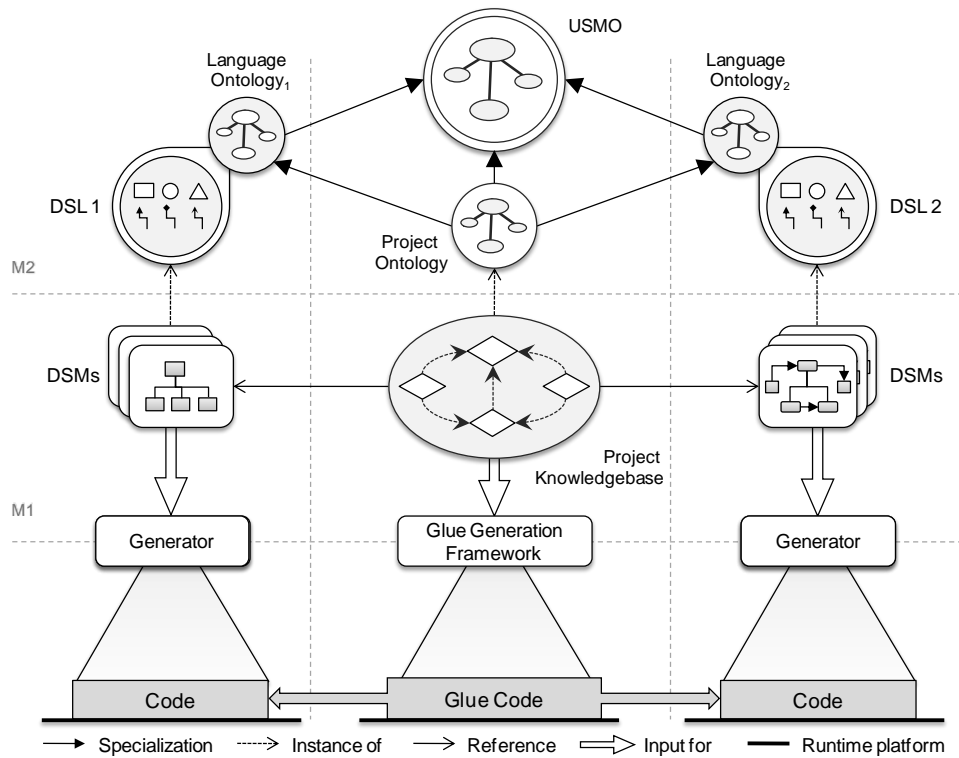 USMO
Language
Ontology1
Language
Ontology2
DSL 1
DSL 2
Project
Ontology
M2
DSMs
DSMs
Project
Knowledgebase
M1
Generator
Glue Generation
Framework
Generator
Code
Glue Code
Code
Specialization
Instance of
Reference
Input for
Runtime platform